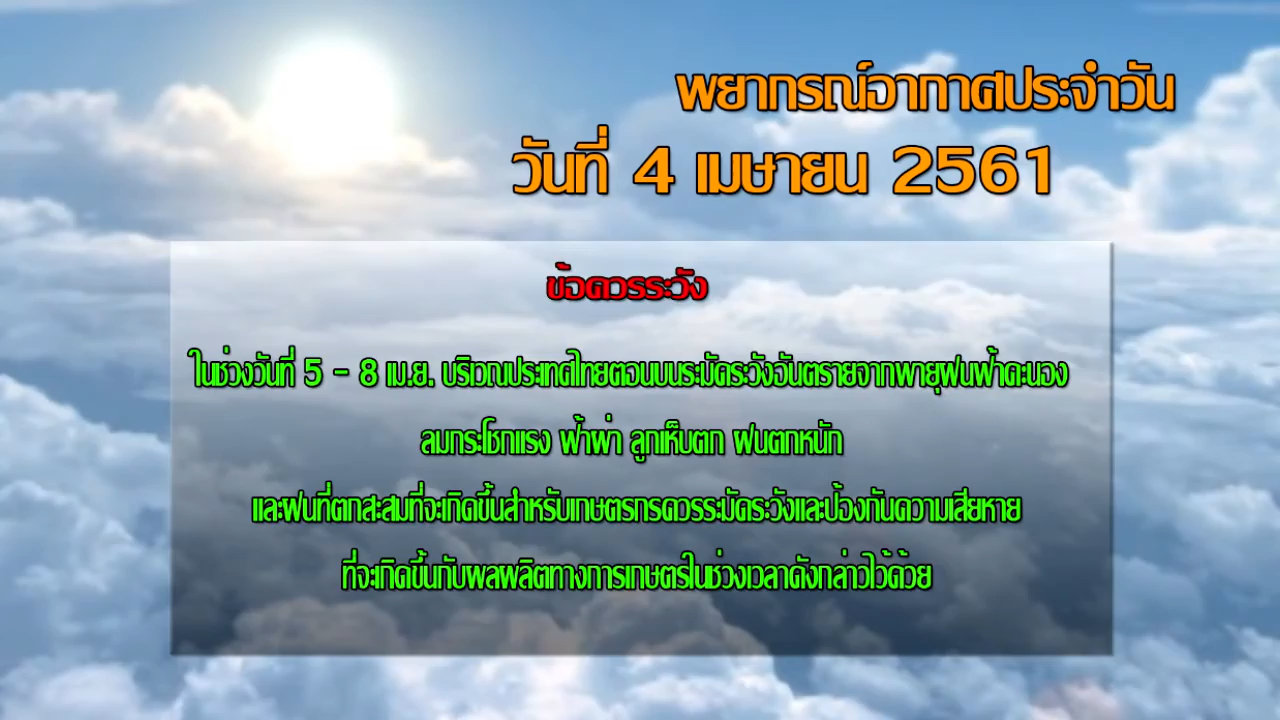 พยากรณ์อากาศประจำวัน
วันที่ 4 เมษายน 2561
ข้อควรระวัง
ในช่วงวันที่ 5 - 8 เม.ย. บริเวณประเทศไทยตอนบนระมัดระวังอันตรายจากพายุฝนฟ้าคะนอง
ลมกระโชกแรง ฟ้าผ่า ลูกเห็บตก ฝนตกหนัก
และฝนที่ตกสะสมที่จะเกิดขึ้นสำหรับเกษตรกรควรระมัดระวังและป้องกันความเสียหาย
ที่จะเกิดขึ้นกับผลผลิตทางการเกษตรในช่วงเวลาดังกล่าวไว้ด้วย